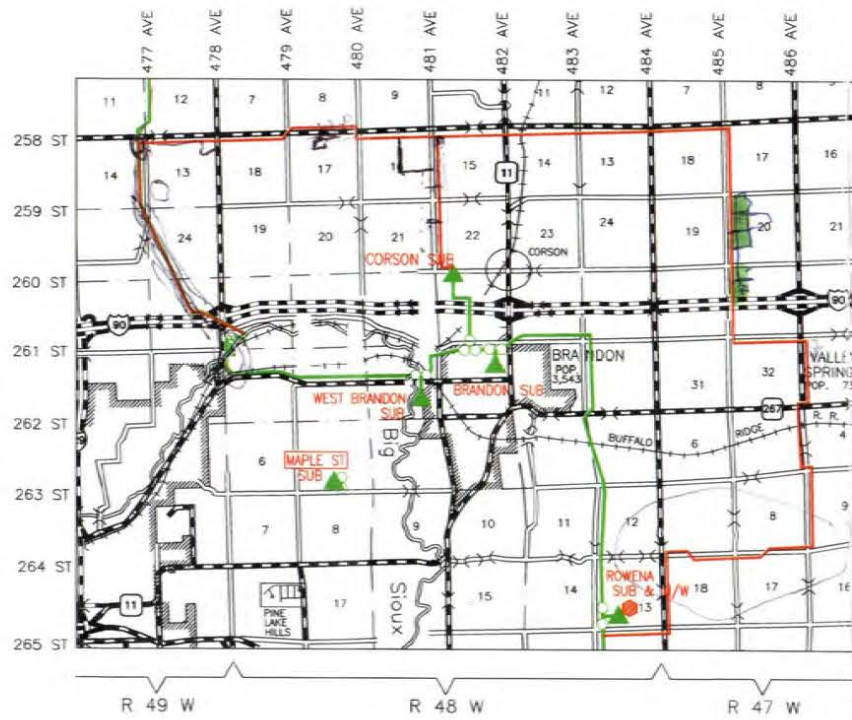 477 AVE
478 AVE
479 AVE
480 AVE
481 AVE
482 AVE
483 AVE
484 AVE
485 AVE
486 AVE
11 12 7 8 9 11 12 7 8
258 ST
14 13 18 17 15 11 14 13 18 17 16
259 ST
24 19 20 21 22 23 24 19 20 21
CORSON SUB
CORSON
260 ST
90
90
261 ST
BRANDON
POP.
3,543
31 32
VALLEY
SPRING
POP.
WEST BRANDON
SUB
BRANDON SUB
262 ST
267
Big
BUFFALO RIDGE R. R.
6 4
6
MAPLE ST
SUB
263 ST
7 8 9 10 11 12 8 9
264 ST
ROWENA
SUB &
11
17
Sioux
15 14 13 18 17 16
PINE
LAKE
HILLS
265 ST
R 49 W
R 48 W
R 47 W